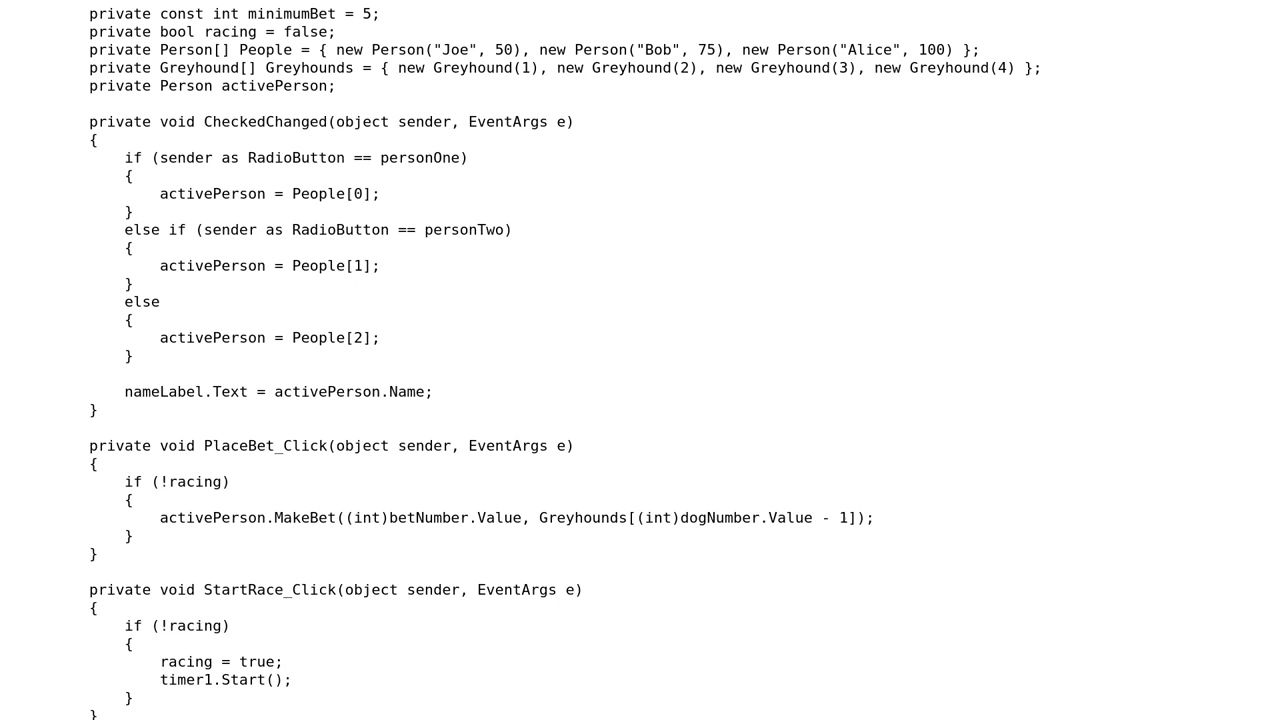 private const int minimumBet = 5;
private bool racing = false;
private Person[] People = { new Person("Joe", 50), new Person("Bob", 75), new Person("Alice", 100) };
private Greyhound[] Greyhounds = { new Greyhound(1), new Greyhound(2), new Greyhound(3), new Greyhound(4) };
private Person activePerson;

private void CheckedChanged(object sender, EventArgs e)
{
    if (sender as RadioButton == personOne)
    {
        activePerson = People[0];
    }
    else if (sender as RadioButton == personTwo)
    {
        activePerson = People[1];
    }
    else
    {
        activePerson = People[2];
    }

    nameLabel.Text = activePerson.Name;
}

private void PlaceBet_Click(object sender, EventArgs e)
{
    if (!racing)
    {
        activePerson.MakeBet((int)betNumber.Value, Greyhounds[(int)dogNumber.Value - 1]);
    }
}

private void StartRace_Click(object sender, EventArgs e)
{
    if (!racing)
    {
        racing = true;
        timer1.Start();
    }
}